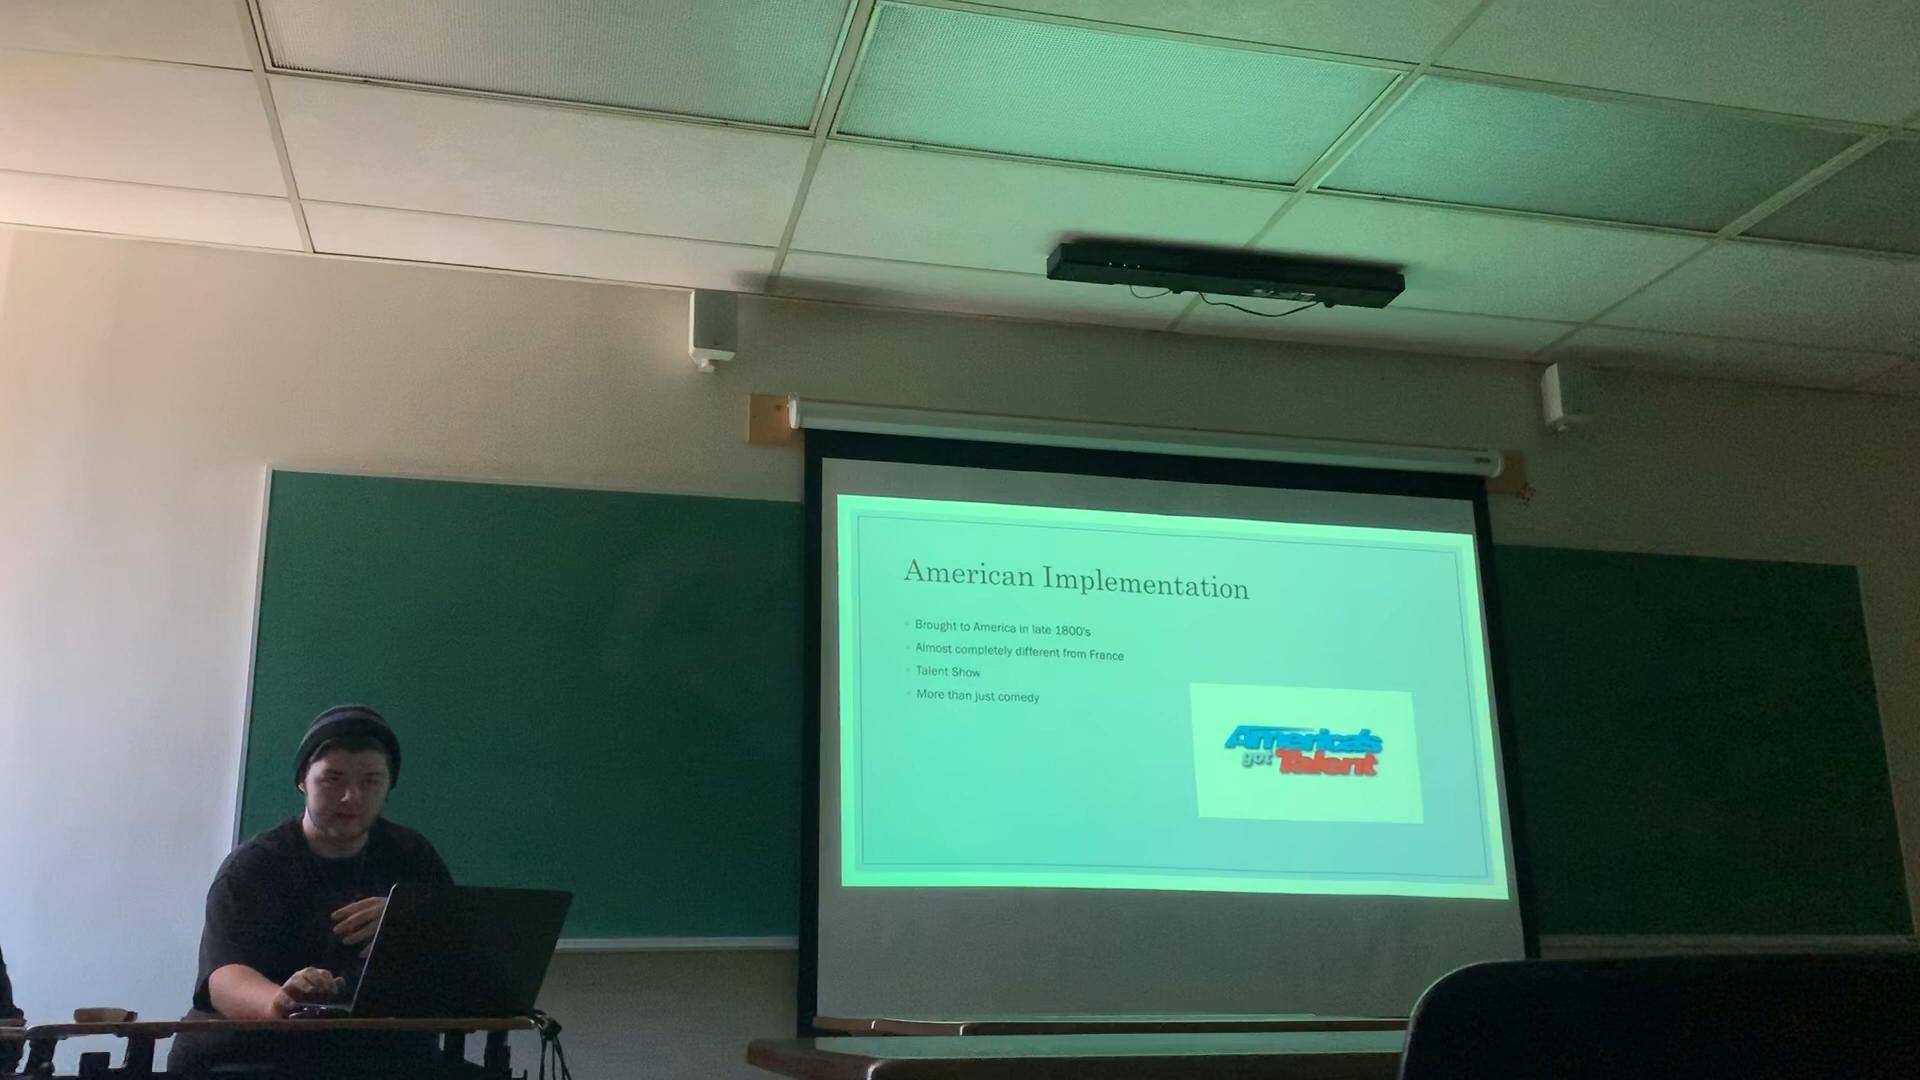 American Implementation
Brought to America in late 1800's
Almost completely different from France
Talent Show
More than just comedy
America's
got Talent